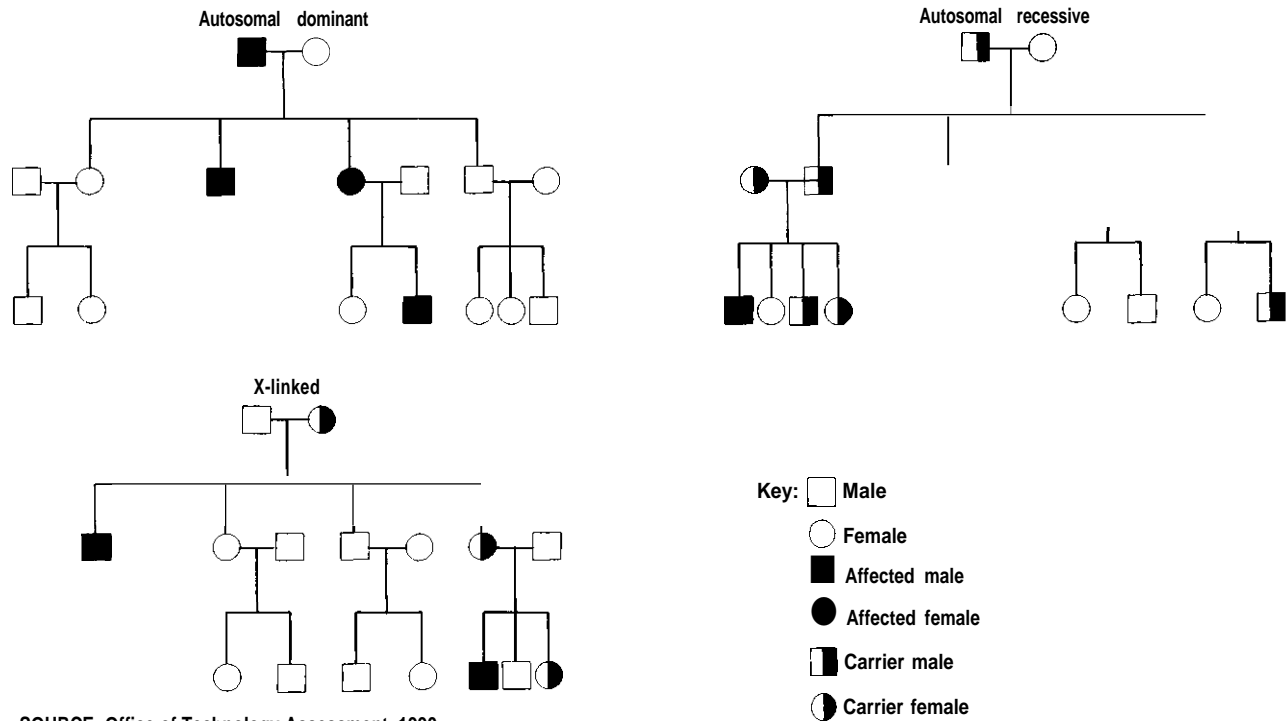 Autosomal dominant
Autosomal recessive
X-linked
Key: Male
Female
Affected male
Affected female
Carrier male
Carrier female
SOURCE: Office of Technology Assessment,